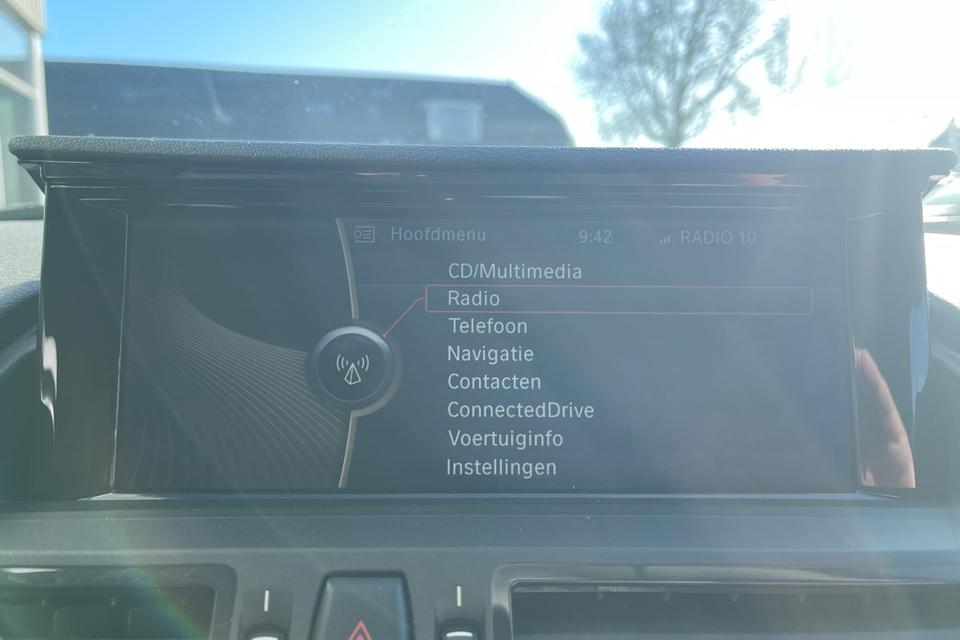 Hoofdmenu 9:42 RADIO 10
CD/Multimedia
Radio
Telefoon
Navigatie
Contacten
ConnectedDrive
Voertuiginfo
Instellingen